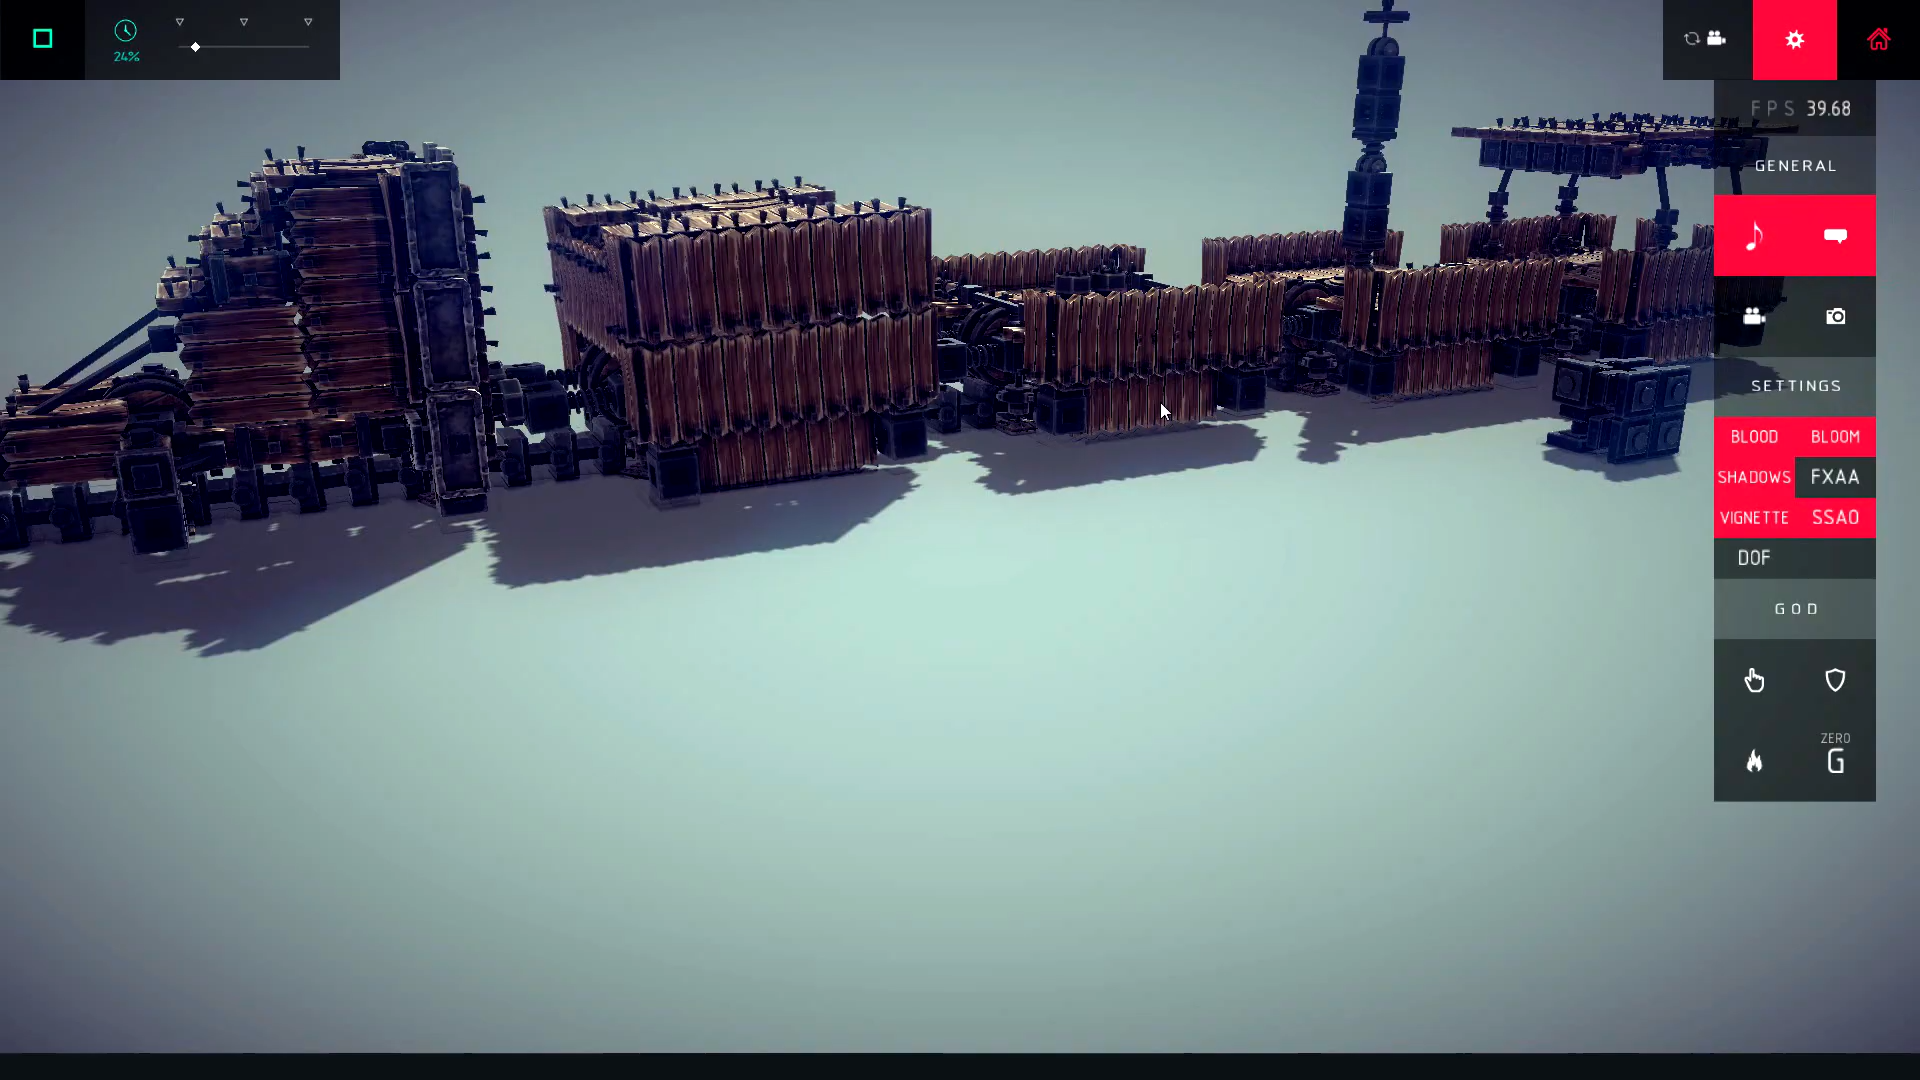 24%
FPS 39.68
GENERAL
SETTINGS
BLOOD BLOOM
SHADOWS FXAA
VIGNETTE SSAO
DOF
GOD
ZERO
G